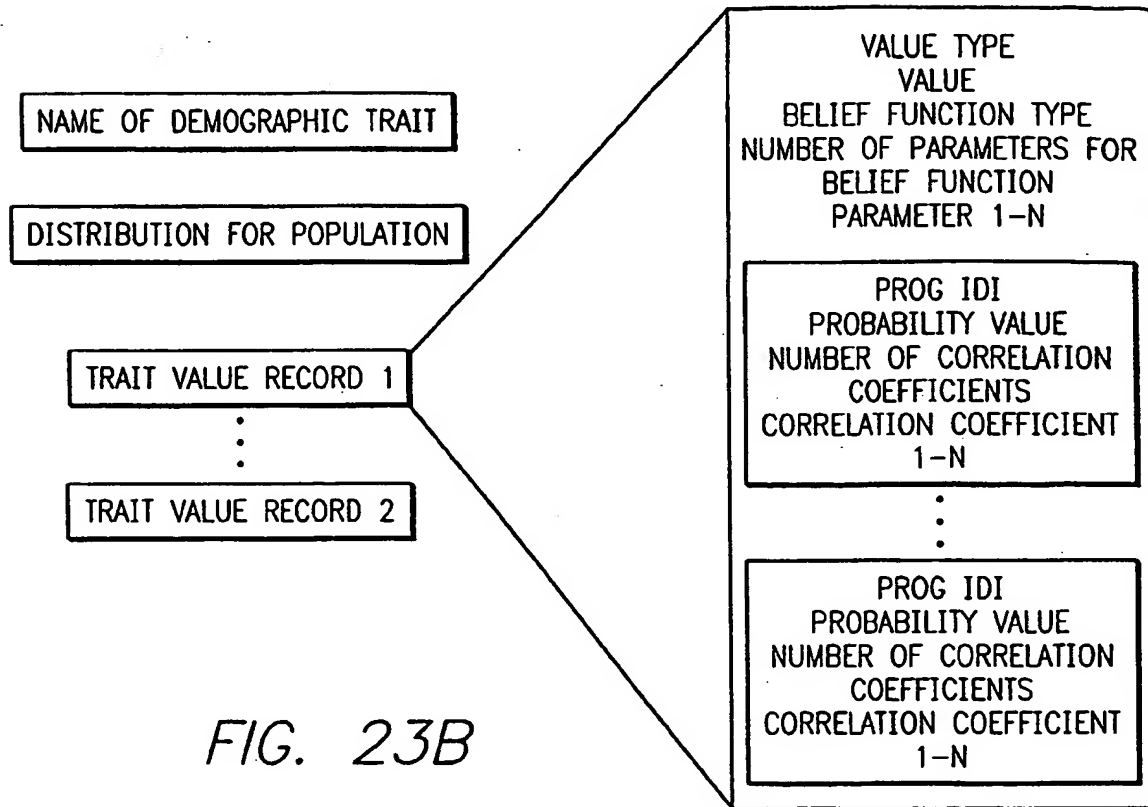 NAME OF DEMOGRAPHIC TRAIT
DISTRIBUTION FOR POPULATION
TRAIT VALUE RECORD 1
TRAIT VALUE RECORD 2
VALUE TYPE
VALUE
BELIEF FUNCTION TYPE
NUMBER OF PARAMETERS FOR
BELIEF FUNCTION
PARAMETER 1-N
PROG IDI
PROBABILITY VALUE
NUMBER OF CORRELATION
COEFFICIENTS
CORRELATION COEFFICIENT
1-N
PROG IDI
PROBABILITY VALUE
NUMBER OF CORRELATION
COEFFICIENTS
CORRELATION COEFFICIENT
1-N
FIG. 23B